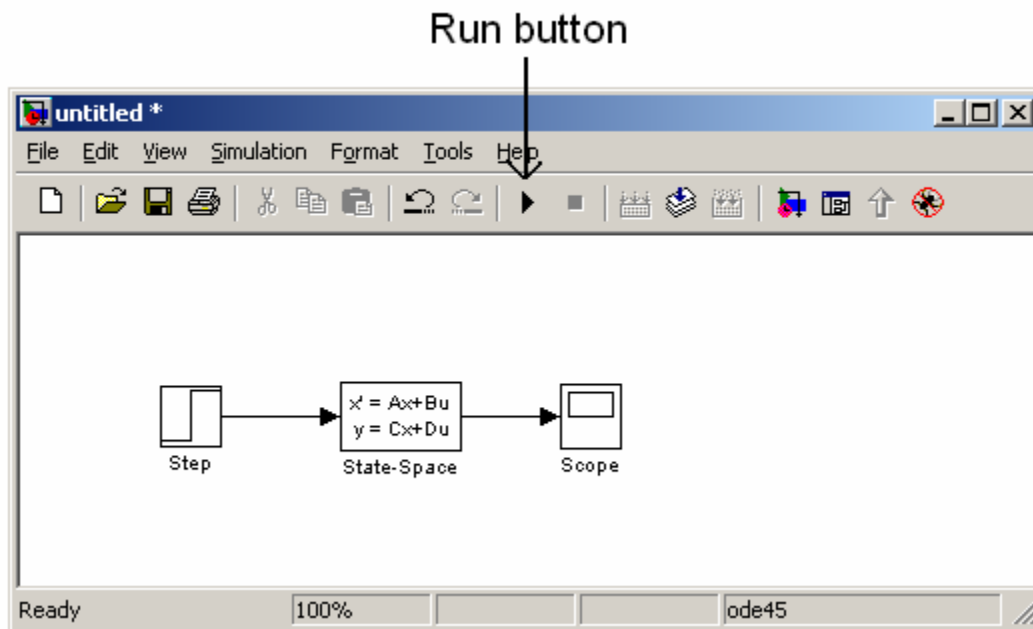 Run button
untitled *
File Edit View Simulation Format Tools Help
x' = Ax+Bu
y = Cx+Du
Step
State-Space
Scope
Ready 100% ode45